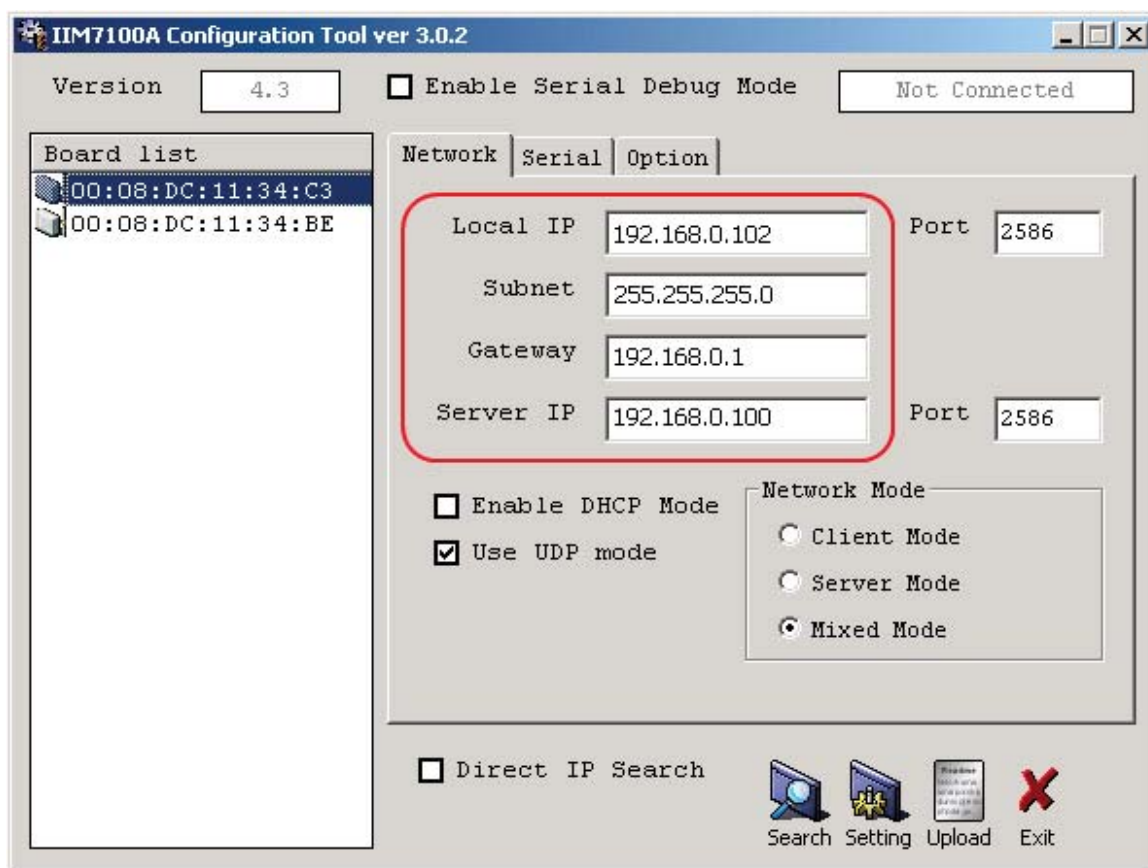 IIM7100A Configuration Tool ver 3.0.2
Version 4.3 Enable Serial Debug Mode Not Connected
Board list
00:08:DC:11:34:C3
00:08:DC:11:34:BE
Network Serial Option
Local IP 192.168.0.102 Port 2586
Subnet 255.255.255.0
Gateway 192.168.0.1
Server IP 192.168.0.100 Port 2586
Enable DHCP Mode
Use UDP mode
Network Mode
Client Mode
Server Mode
Mixed Mode
Direct IP Search
Search Setting Upload Exit